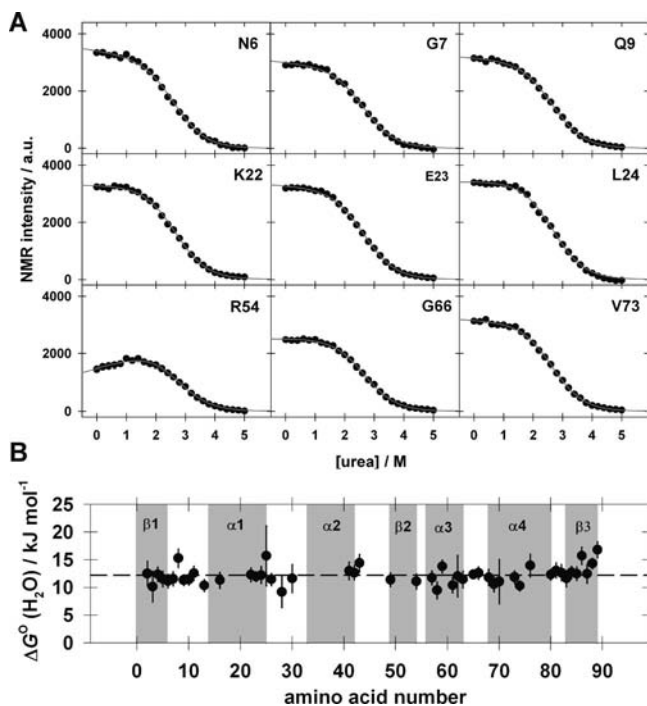 A
N6 G7 Q9
4000
2000
0
K22 E23 L24
4000
2000
0
R54 G66 V73
4000
2000
0
NMR intensity / a.u.
0 1 2 3 4 5 0 1 2 3 4 5 0 1 2 3 4 5
[urea] / M
B
β1 α1 α2 β2 α3 α4 β3
25
20
15
10
5
0
ΔG⁰ (H₂O) / kJ mol⁻¹
0 10 20 30 40 50 60 70 80 90 100
amino acid number